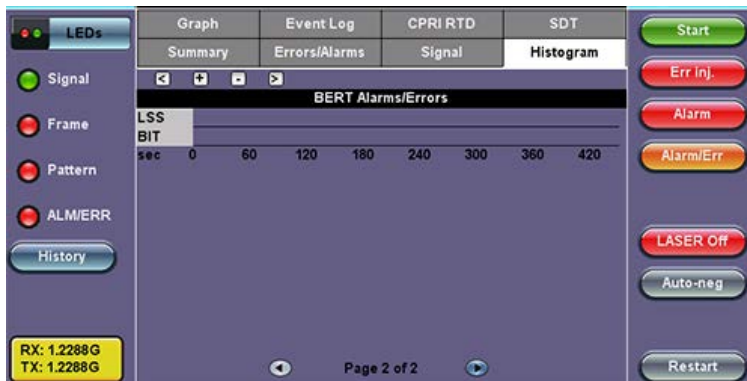 LEDs
Graph Event Log CPRI RTD SDT
Summary Errors/Alarms Signal Histogram
< + - >
BERT Alarms/Errors
LSS
BIT
sec 0 60 120 180 240 300 360 420
Signal
Frame
Pattern
ALM/ERR
History
RX: 1.2288G
TX: 1.2288G
Page 2 of 2
Start
Err Inj.
Alarm
Alarm/Err
LASER Off
Auto-neg
Restart